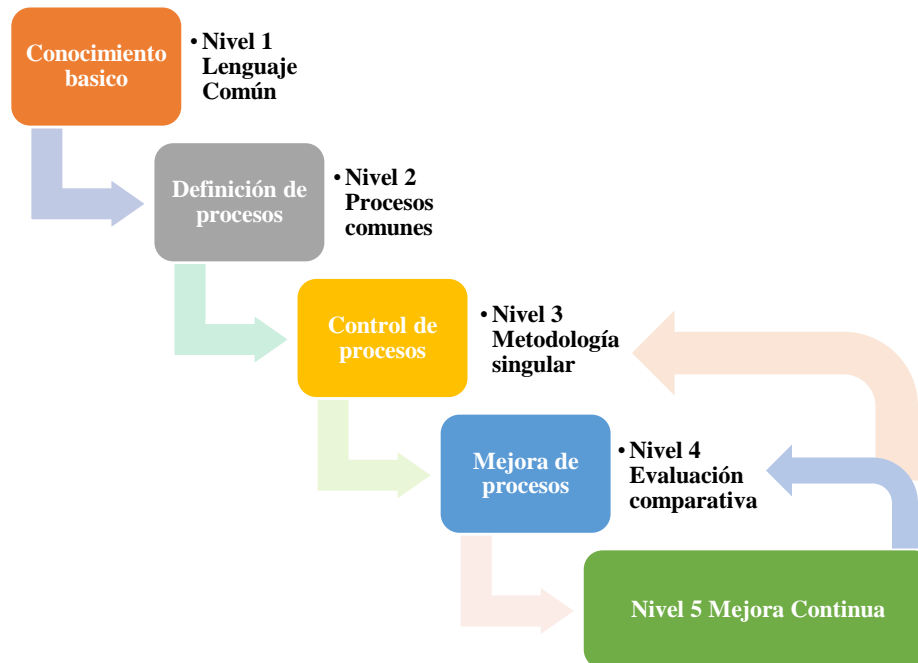 Conocimiento
basico
• Nivel 1
Lenguaje
Común
Definición de
procesos
• Nivel 2
Procesos
comunes
Control de
procesos
• Nivel 3
Metodología
singular
Mejora de
procesos
• Nivel 4
Evaluación
comparativa
Nivel 5 Mejora Continua